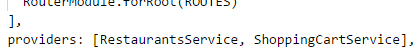 RouterModule.forRoot(ROUTES)
],
providers: [RestaurantsService, ShoppingCartService],